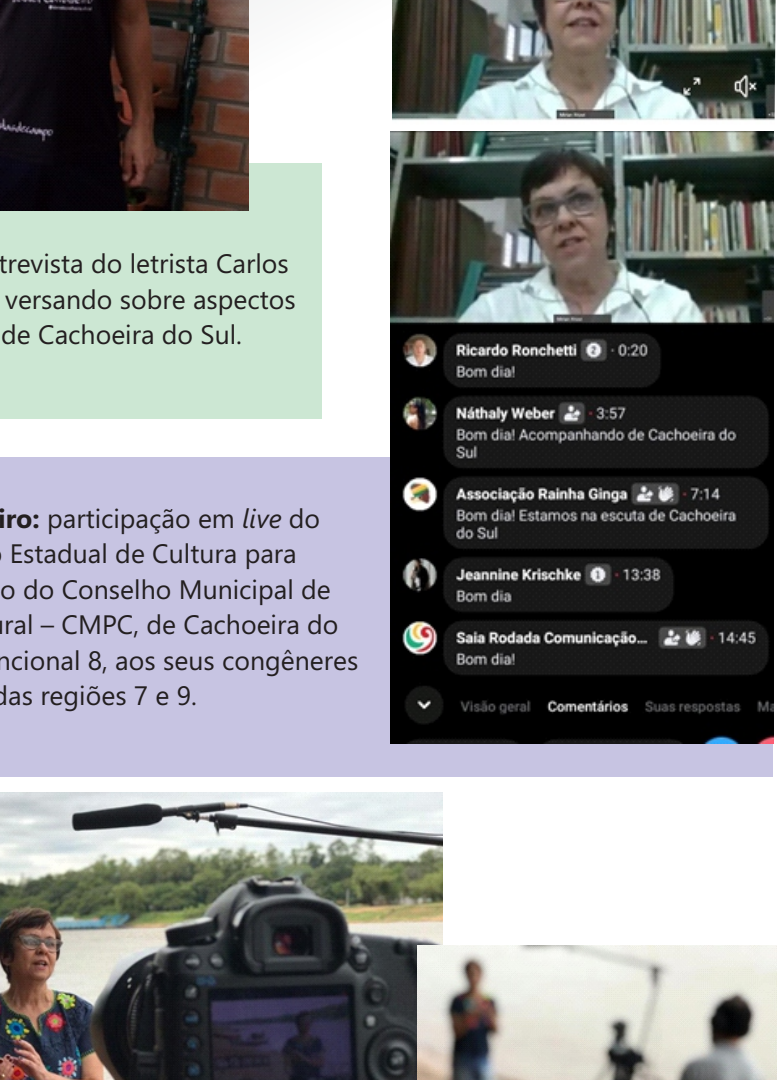 trevista do letrista Carlos
versando sobre aspectos
de Cachoeira do Sul.
iro: participação em live do
o Estadual de Cultura para
o do Conselho Municipal de
ural – CMPC, de Cachoeira do
ncional 8, aos seus congêneres
das regiões 7 e 9.
Ricardo Ronchetti 2 · 0:20
Bom dia!
Náthaly Weber · 3:57
Bom dia! Acompanhando de Cachoeira do
Sul
Associação Rainha Ginga · 7:14
Bom dia! Estamos na escuta de Cachoeira
do Sul
Jeannine Krischke 1 · 13:38
Bom dia
Saia Rodada Comunicação... · 14:45
Bom dia!
Visão geral Comentários Suas respostas Ma